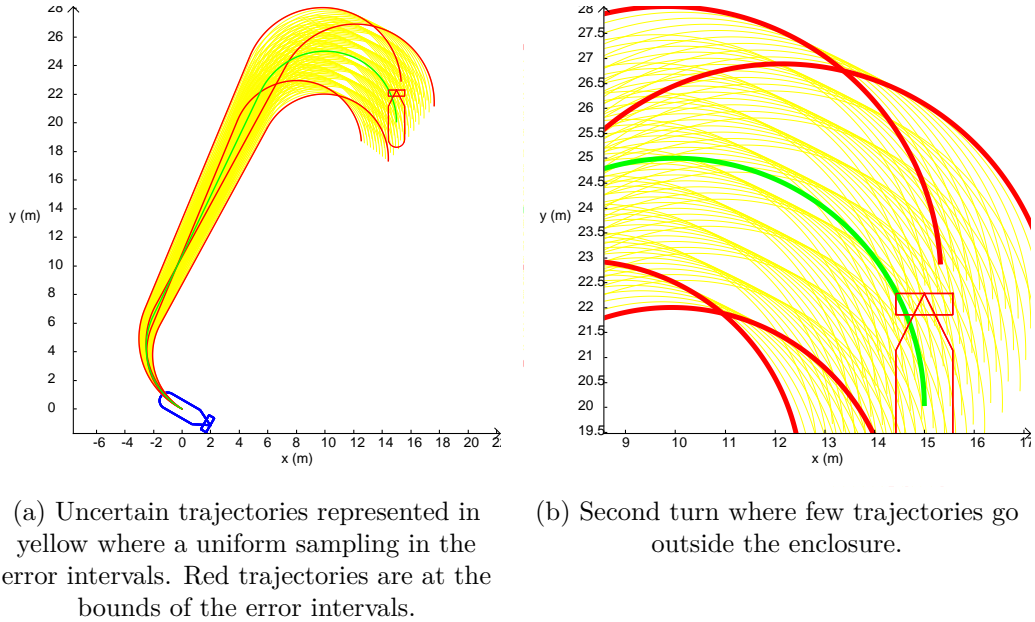 28
26
24
22
20
18
16
14
y (m)
12
10
8
6
4
2
0
-6 -4 -2 0 2 4 6 8 10 12 14 16 18 20
x (m)
28
27.5
27
26.5
26
25.5
25
24.5
24
y (m)
23.5
23
22.5
22
21.5
21
20.5
20
19.5
9 10 11 12 13 14 15 16 17
x (m)
(a) Uncertain trajectories represented in
yellow where a uniform sampling in the
error intervals. Red trajectories are at the
bounds of the error intervals.
(b) Second turn where few trajectories go
outside the enclosure.